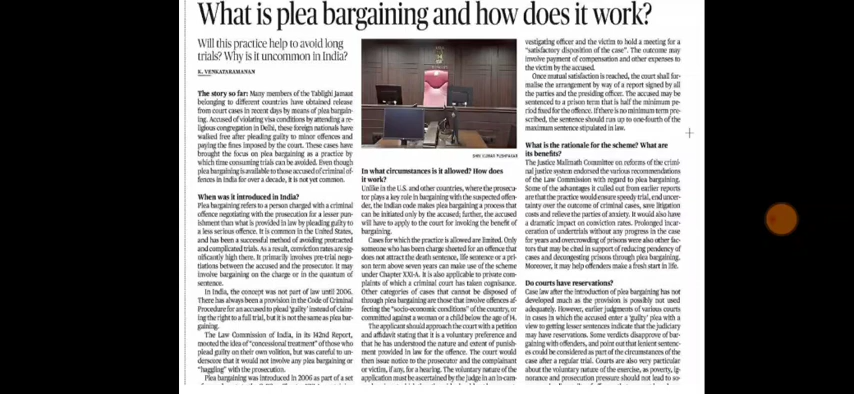 What is plea bargaining and how does it work?
Will this practice help to avoid long
trials? Why is it uncommon in India?
K. VENKATARAMANAN
The story so far: Many members of the Tablighi Jamaat
belonging to different countries have obtained release
from court cases in recent days by means of plea bargain-
ing. Accused of violating visa conditions by attending a re-
ligious congregation in Delhi, these foreign nationals have
walked free after pleading guilty to minor offences and
paying the fines imposed by the court. These cases have
brought the focus on plea bargaining as a practice by
which time consuming trials can be avoided. Even though
plea bargaining is available to those accused of criminal of-
fences in India for over a decade, it is not yet common.
When was it introduced in India?
Plea bargaining refers to a person charged with a criminal
offence negotiating with the prosecution for a lesser pun-
ishment than what is provided in law by pleading guilty to
a less serious offence. It is common in the United States,
and has been a successful method of avoiding protracted
and complicated trials. As a result, conviction rates are sig-
nificantly high there. It primarily involves pre-trial nego-
tiations between the accused and the prosecutor. It may
involve bargaining on the charge or in the quantum of
sentence.
In India, the concept was not part of law until 2006.
There has always been a provision in the Code of Criminal
Procedure for an accused to plead 'guilty' instead of claim-
ing the right to a full trial, but it is not the same as plea bar-
gaining.
The Law Commission of India, in its 142nd Report,
mooted the idea of "concessional treatment" of those who
plead guilty on their own volition, but was careful to un-
derscore that it would not involve any plea bargaining or
"haggling" with the prosecution.
Plea bargaining was introduced in 2006 as part of a set
In what circumstances is it allowed? How does
it work?
Unlike in the U.S. and other countries, where the prosecu-
tor plays a key role in bargaining with the suspected offen-
der, the Indian code makes plea bargaining a process that
can be initiated only by the accused; further, the accused
will have to apply to the court for invoking the benefit of
bargaining.
Cases for which the practice is allowed are limited. Only
someone who has been charge sheeted for an offence that
does not attract the death sentence, life sentence or a pri-
son term above seven years can make use of the scheme
under Chapter XXI-A. It is also applicable to private com-
plaints of which a criminal court has taken cognisance.
Other categories of cases that cannot be disposed of
through plea bargaining are those that involve offences af-
fecting the "socio-economic conditions" of the country, or
committed against a woman or a child below the age of 14.
The applicant should approach the court with a petition
and affidavit stating that it is a voluntary preference and
that he has understood the nature and extent of punish-
ment provided in law for the offence. The court would
then issue notice to the prosecutor and the complainant
or victim, if any, for a hearing. The voluntary nature of the
application must be ascertained by the judge in an in-cam-
vestigating officer and the victim to hold a meeting for a
"satisfactory disposition of the case". The outcome may
involve payment of compensation and other expenses to
the victim by the accused.
Once mutual satisfaction is reached, the court shall for-
malise the arrangement by way of a report signed by all
the parties and the presiding officer. The accused may be
sentenced to a prison term that is half the minimum pe-
riod fixed for the offence. If there is no minimum term pre-
scribed, the sentence should run up to one-fourth of the
maximum sentence stipulated in law.
What is the rationale for the scheme? What are
its benefits?
The Justice Malimath Committee on reforms of the crimi-
nal justice system endorsed the various recommendations
of the Law Commission with regard to plea bargaining.
Some of the advantages it culled out from earlier reports
are that the practice would ensure speedy trial, end uncer-
tainty over the outcome of criminal cases, save litigation
costs and relieve the parties of anxiety. It would also have
a dramatic impact on conviction rates. Prolonged incar-
ceration of undertrials without any progress in the case
for years and overcrowding of prisons were also other fac-
tors that may be cited in support of reducing pendency of
cases and decongesting prisons through plea bargaining.
Moreover, it may help offenders make a fresh start in life.
Do courts have reservations?
Case law after the introduction of plea bargaining has not
developed much as the provision is possibly not used
adequately. However, earlier judgments of various courts
in cases in which the accused enter a 'guilty' plea with a
view to getting lesser sentences indicate that the judiciary
may have reservations. Some verdicts disapprove of bar-
gaining with offenders, and point out that lenient sentenc-
es could be considered as part of the circumstances of the
case after a regular trial. Courts are also very particular
about the voluntary nature of the exercise, as poverty, ig-
norance and prosecution pressure should not lead to so-